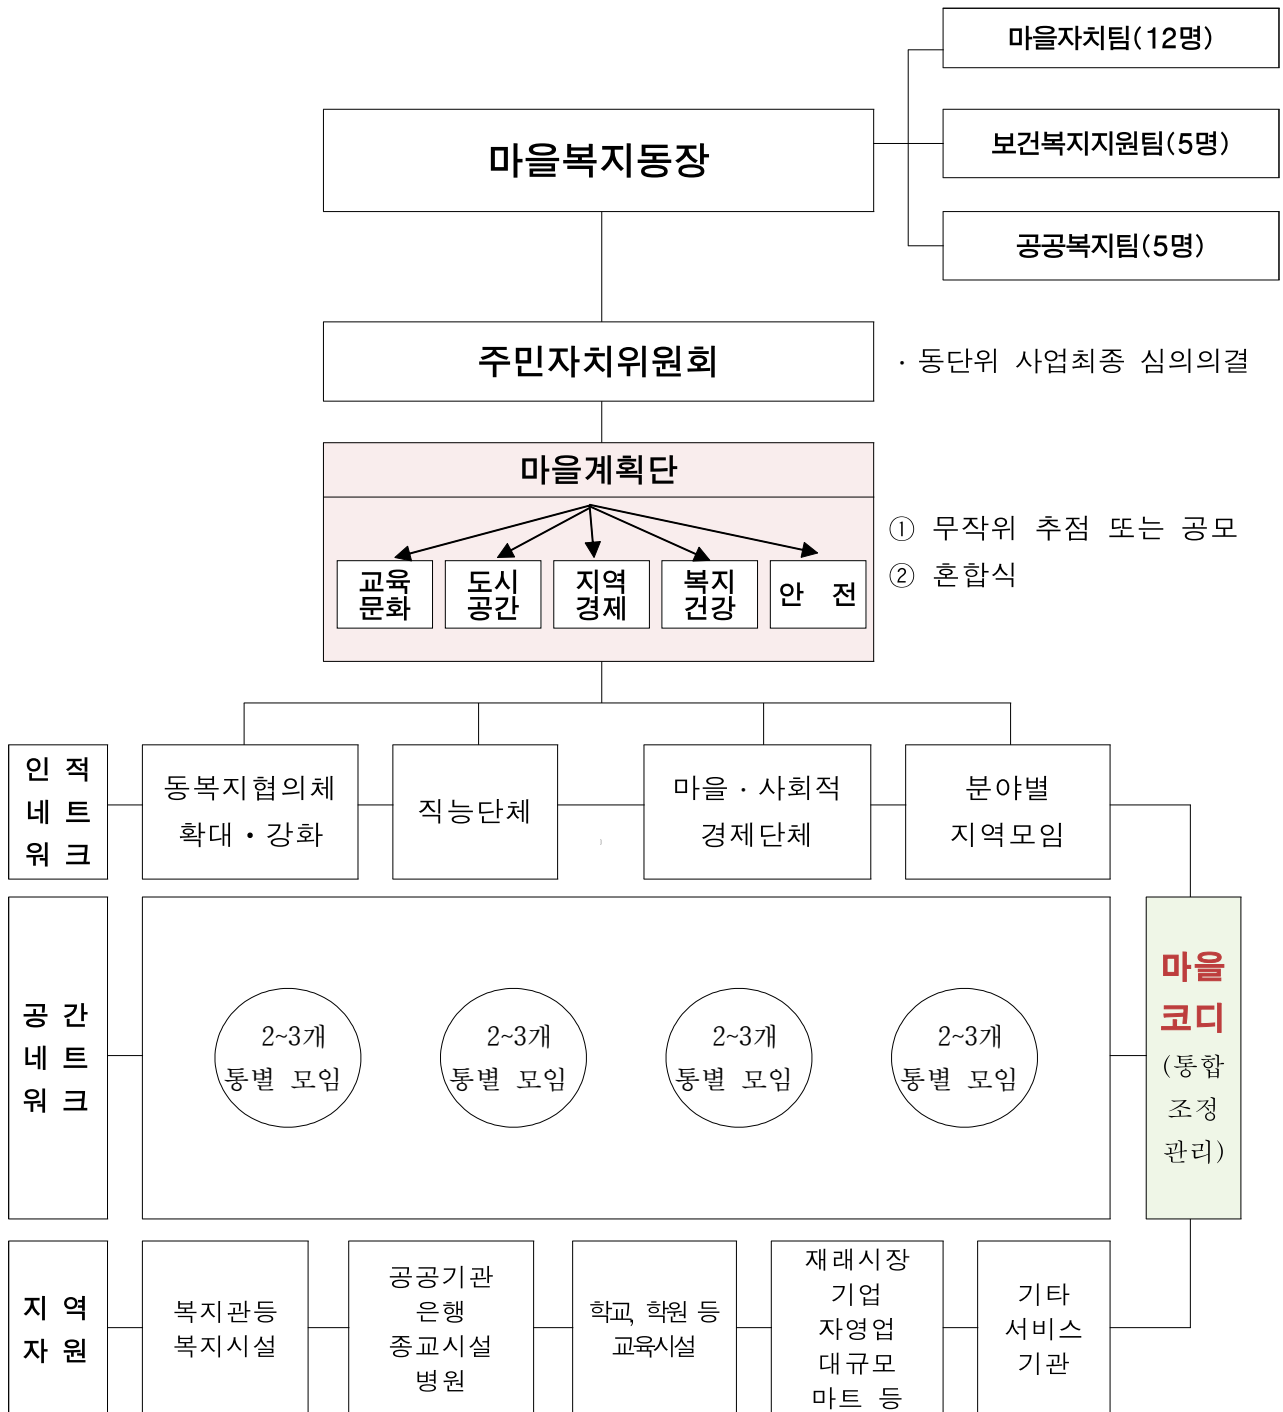 마을자치팀(12명)
마을복지동장
보건복지지원팀(5명)
공공복지팀(5명)
주민자치위원회
· 동단위 사업최종 심의의결
마을계획단
① 무작위 추점 또는 공모
② 혼합식
교육
문화
도시
공간
지역
경제
복지
건강
안 전
인 적
네 트
워 크
동복지협의체
확대·강화
직능단체
마을·사회적
경제단체
분야별
지역모임
공 간
네 트
워 크
2~3개
통별 모임
2~3개
통별 모임
2~3개
통별 모임
2~3개
통별 모임
마을
코디
(통합
조정
관리)
지 역
자 원
복지관등
복지시설
공공기관
은행
종교시설
병원
학교, 학원 등
교육시설
재래시장
기업
자영업
대규모
마트 등
기타
서비스
기관